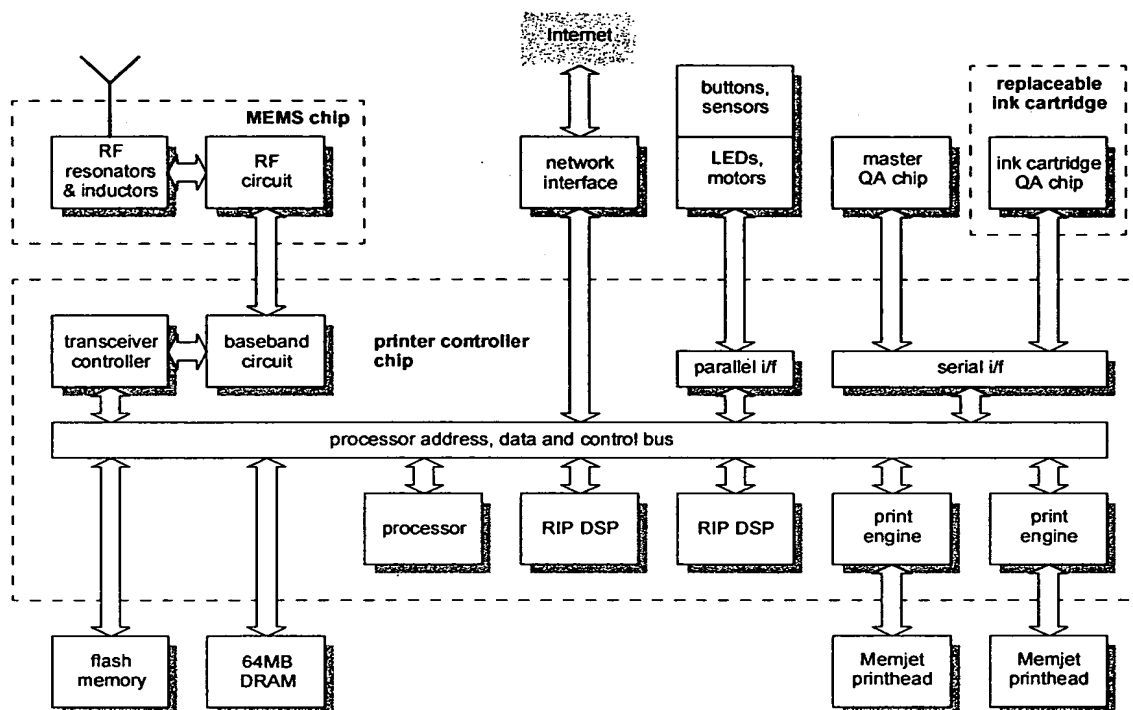 Internet
MEMS chip
RF
resonators
& inductors
RF
circuit
network
interface
buttons,
sensors
LEDs,
motors
master
QA chip
replaceable
ink cartridge
ink cartridge
QA chip
transceiver
controller
baseband
circuit
printer controller
chip
parallel i/f
serial i/f
processor address, data and control bus
processor
RIP DSP
RIP DSP
print
engine
print
engine
flash
memory
64MB
DRAM
Memjet
printhead
Memjet
printhead